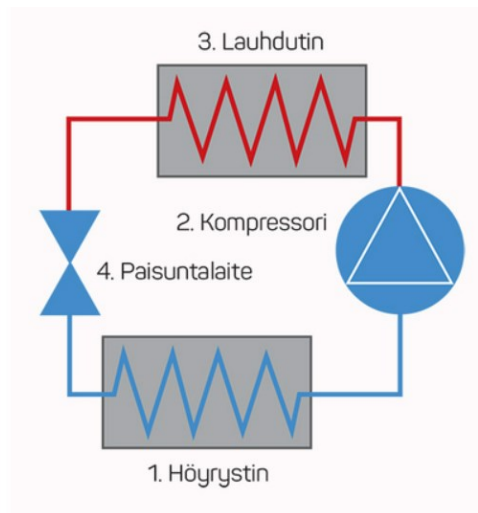 3. Lauhdutin
2. Kompressori
4. Paisuntalaite
1. Höyrystin